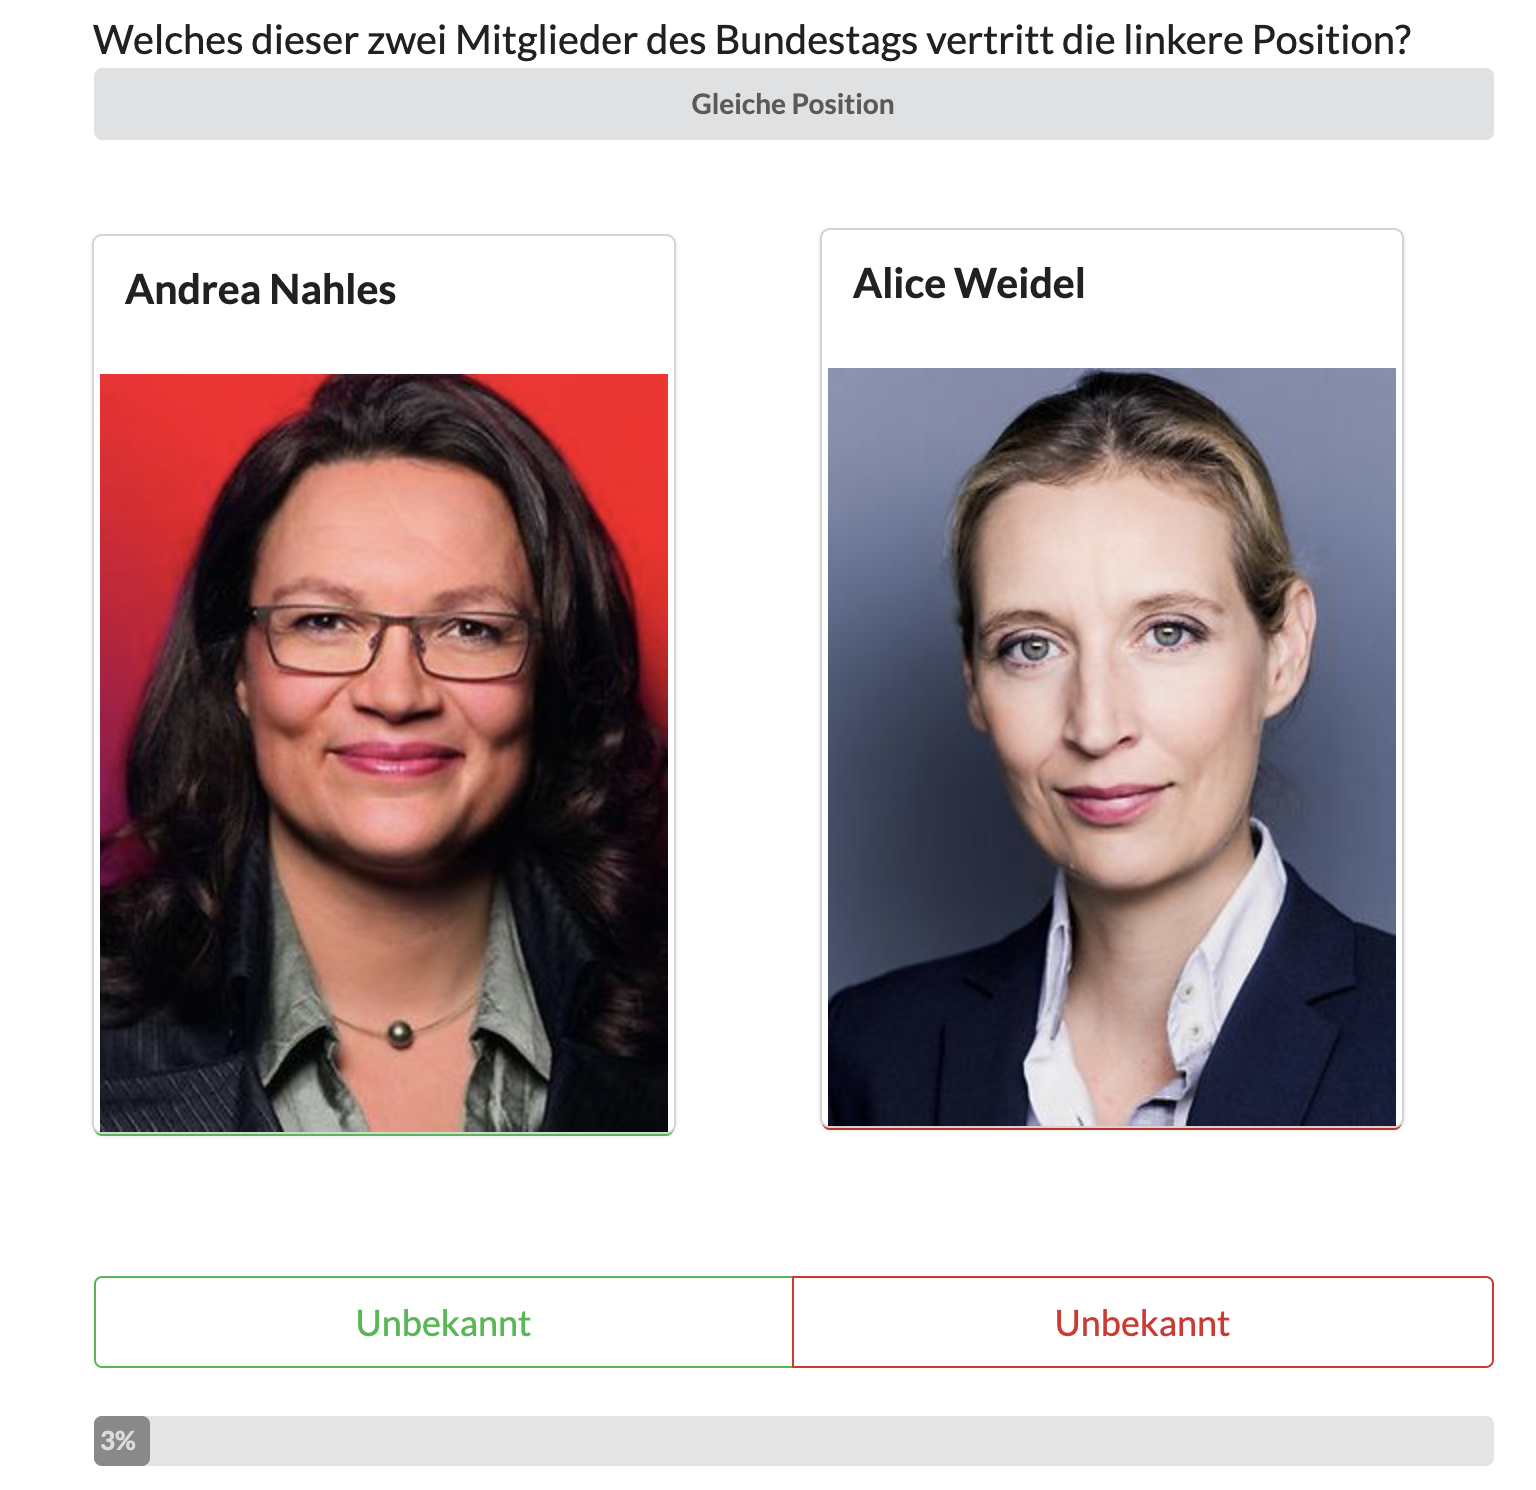 Welches dieser zwei Mitglieder des Bundestags vertritt die linkere Position?
Gleiche Position
Andrea Nahles
Alice Weidel
Unbekannt
Unbekannt
3%